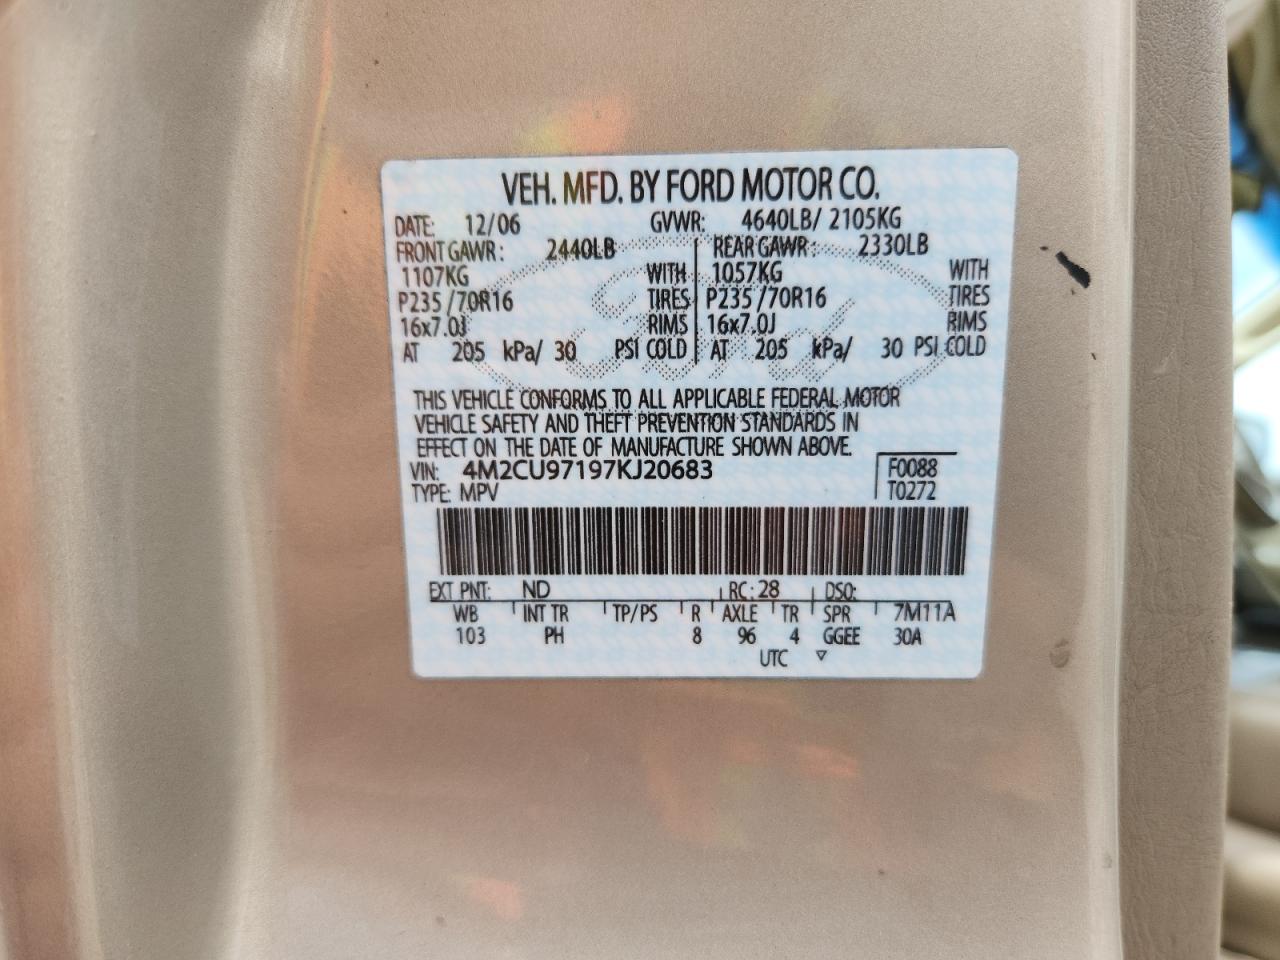 VEH. MFD. BY FORD MOTOR CO.
DATE: 12/06 GVWR: 4640LB/ 2105KG
FRONT GAWR: 2440LB REAR GAWR: 2330LB
1107KG WITH 1057KG WITH
P235/70R16 TIRES P235/70R16 TIRES
16x7.0J RIMS 16x7.0J RIMS
AT 205 kPa/ 30 PSI COLD AT 205 kPa/ 30 PSI COLD
Ford
THIS VEHICLE CONFORMS TO ALL APPLICABLE FEDERAL MOTOR
VEHICLE SAFETY AND THEFT PREVENTION STANDARDS IN
EFFECT ON THE DATE OF MANUFACTURE SHOWN ABOVE.
VIN: 4M2CU97197KJ20683 F0088
TYPE: MPV T0272
EXT PNT: ND RC: 28 DSO:
WB INT TR TP/PS R AXLE TR SPR 7M11A
103 PH 8 96 4 GGEE 30A
UTC ▽